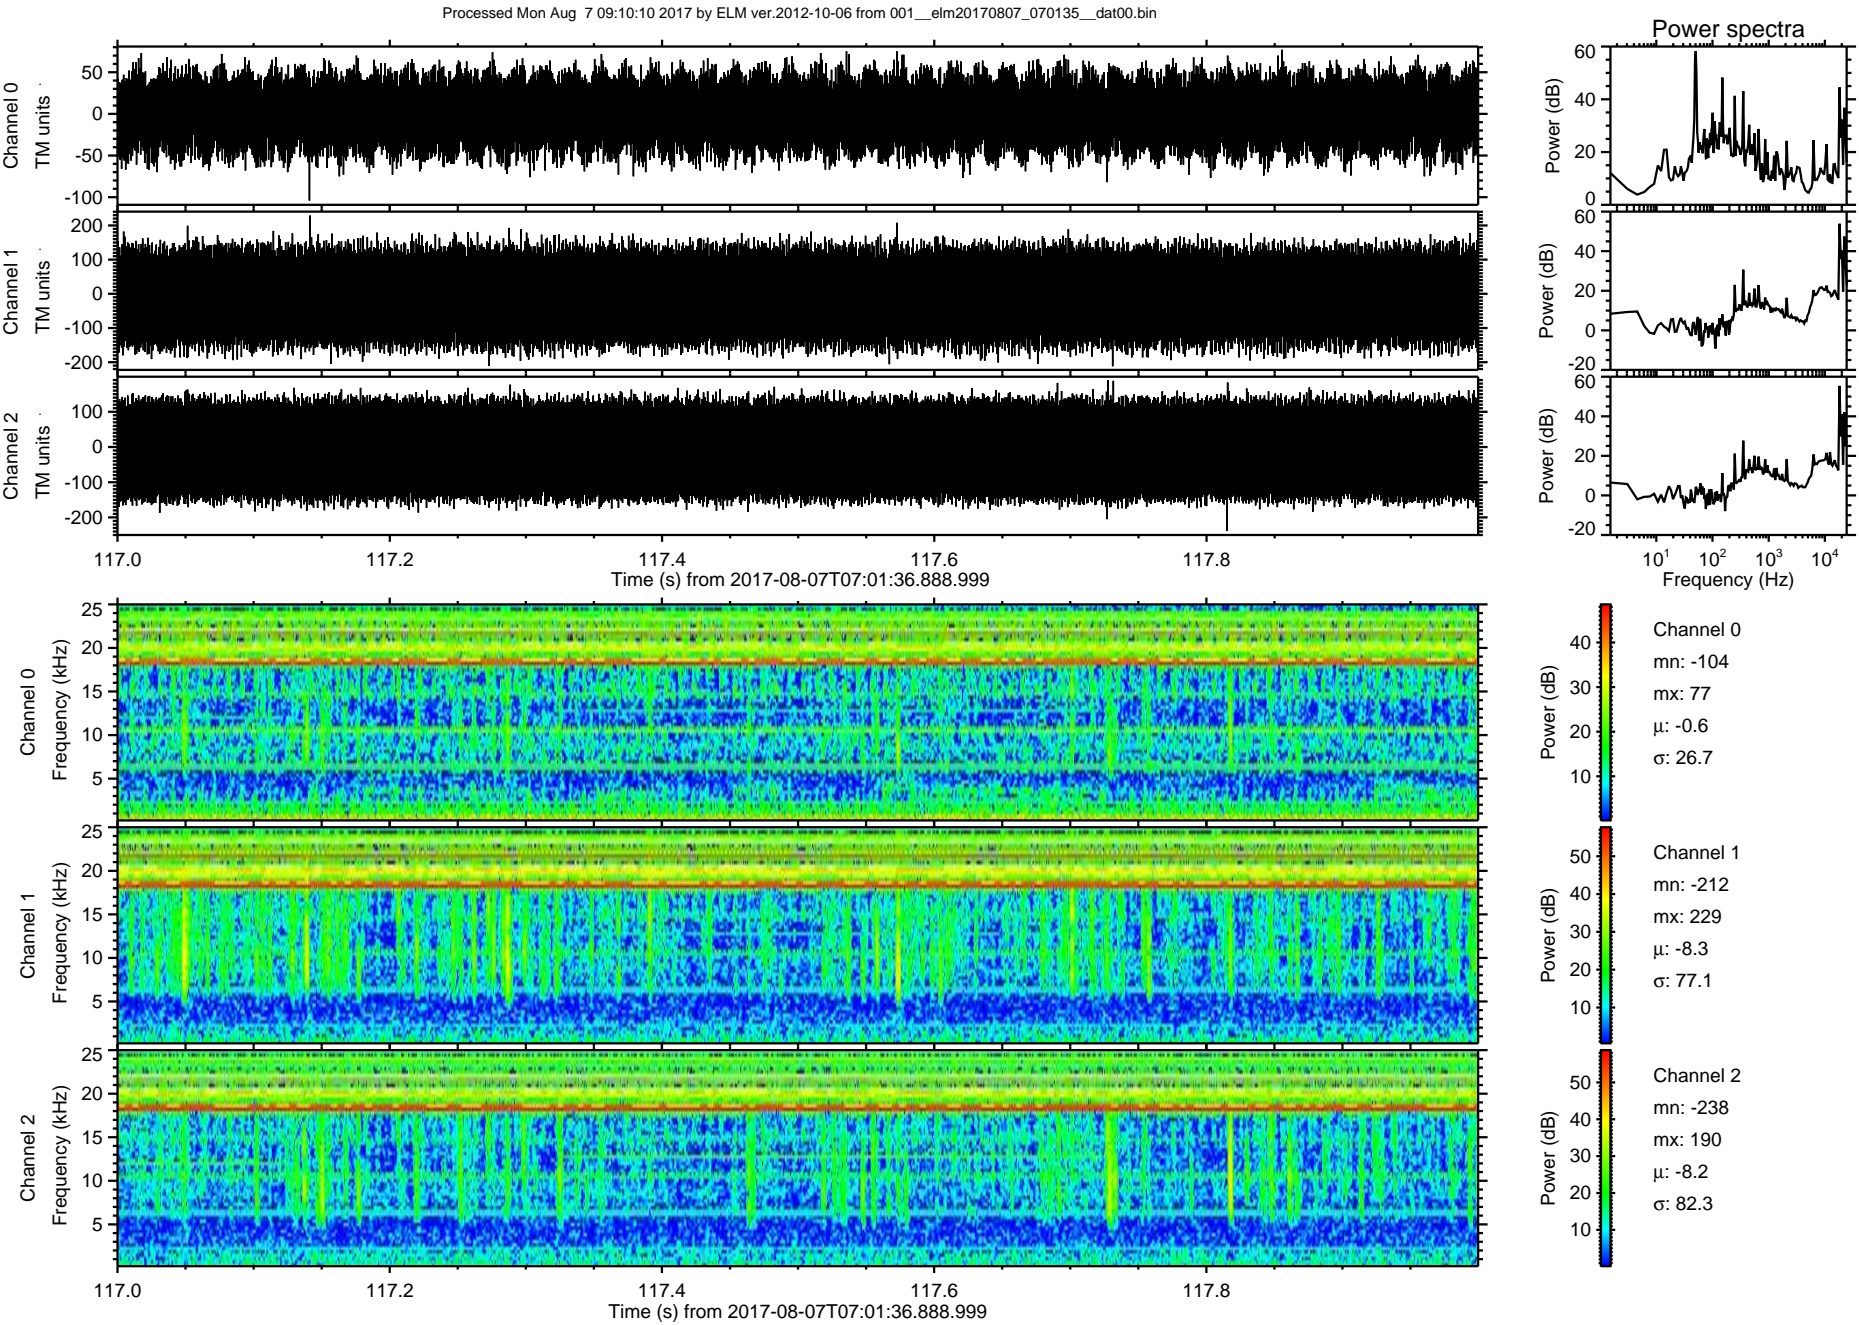 Processed Mon Aug  7 09:10:10 2017 by ELM ver.2012-10-06 from 001__elm20170807_070135__dat00.bin
Power spectra
Channel 0
TM units
50
0
-50
-100
Power (dB)
60
40
20
0
Channel 1
TM units
200
100
0
-100
-200
Power (dB)
60
40
20
0
-20
Channel 2
TM units
100
0
-100
-200
Power (dB)
60
40
20
0
-20
117.0 117.2 117.4 117.6 117.8
Time (s) from 2017-08-07T07:01:36.888.999
10¹ 10² 10³ 10⁴
Frequency (Hz)
Channel 0
Frequency (kHz)
25
20
15
10
5
Power (dB)
40
30
20
10
Channel 0
mn: -104
mx: 77
μ: -0.6
σ: 26.7
Channel 1
Frequency (kHz)
25
20
15
10
5
Power (dB)
50
40
30
20
10
Channel 1
mn: -212
mx: 229
μ: -8.3
σ: 77.1
Channel 2
Frequency (kHz)
25
20
15
10
5
Power (dB)
50
40
30
20
10
Channel 2
mn: -238
mx: 190
μ: -8.2
σ: 82.3
117.0 117.2 117.4 117.6 117.8
Time (s) from 2017-08-07T07:01:36.888.999